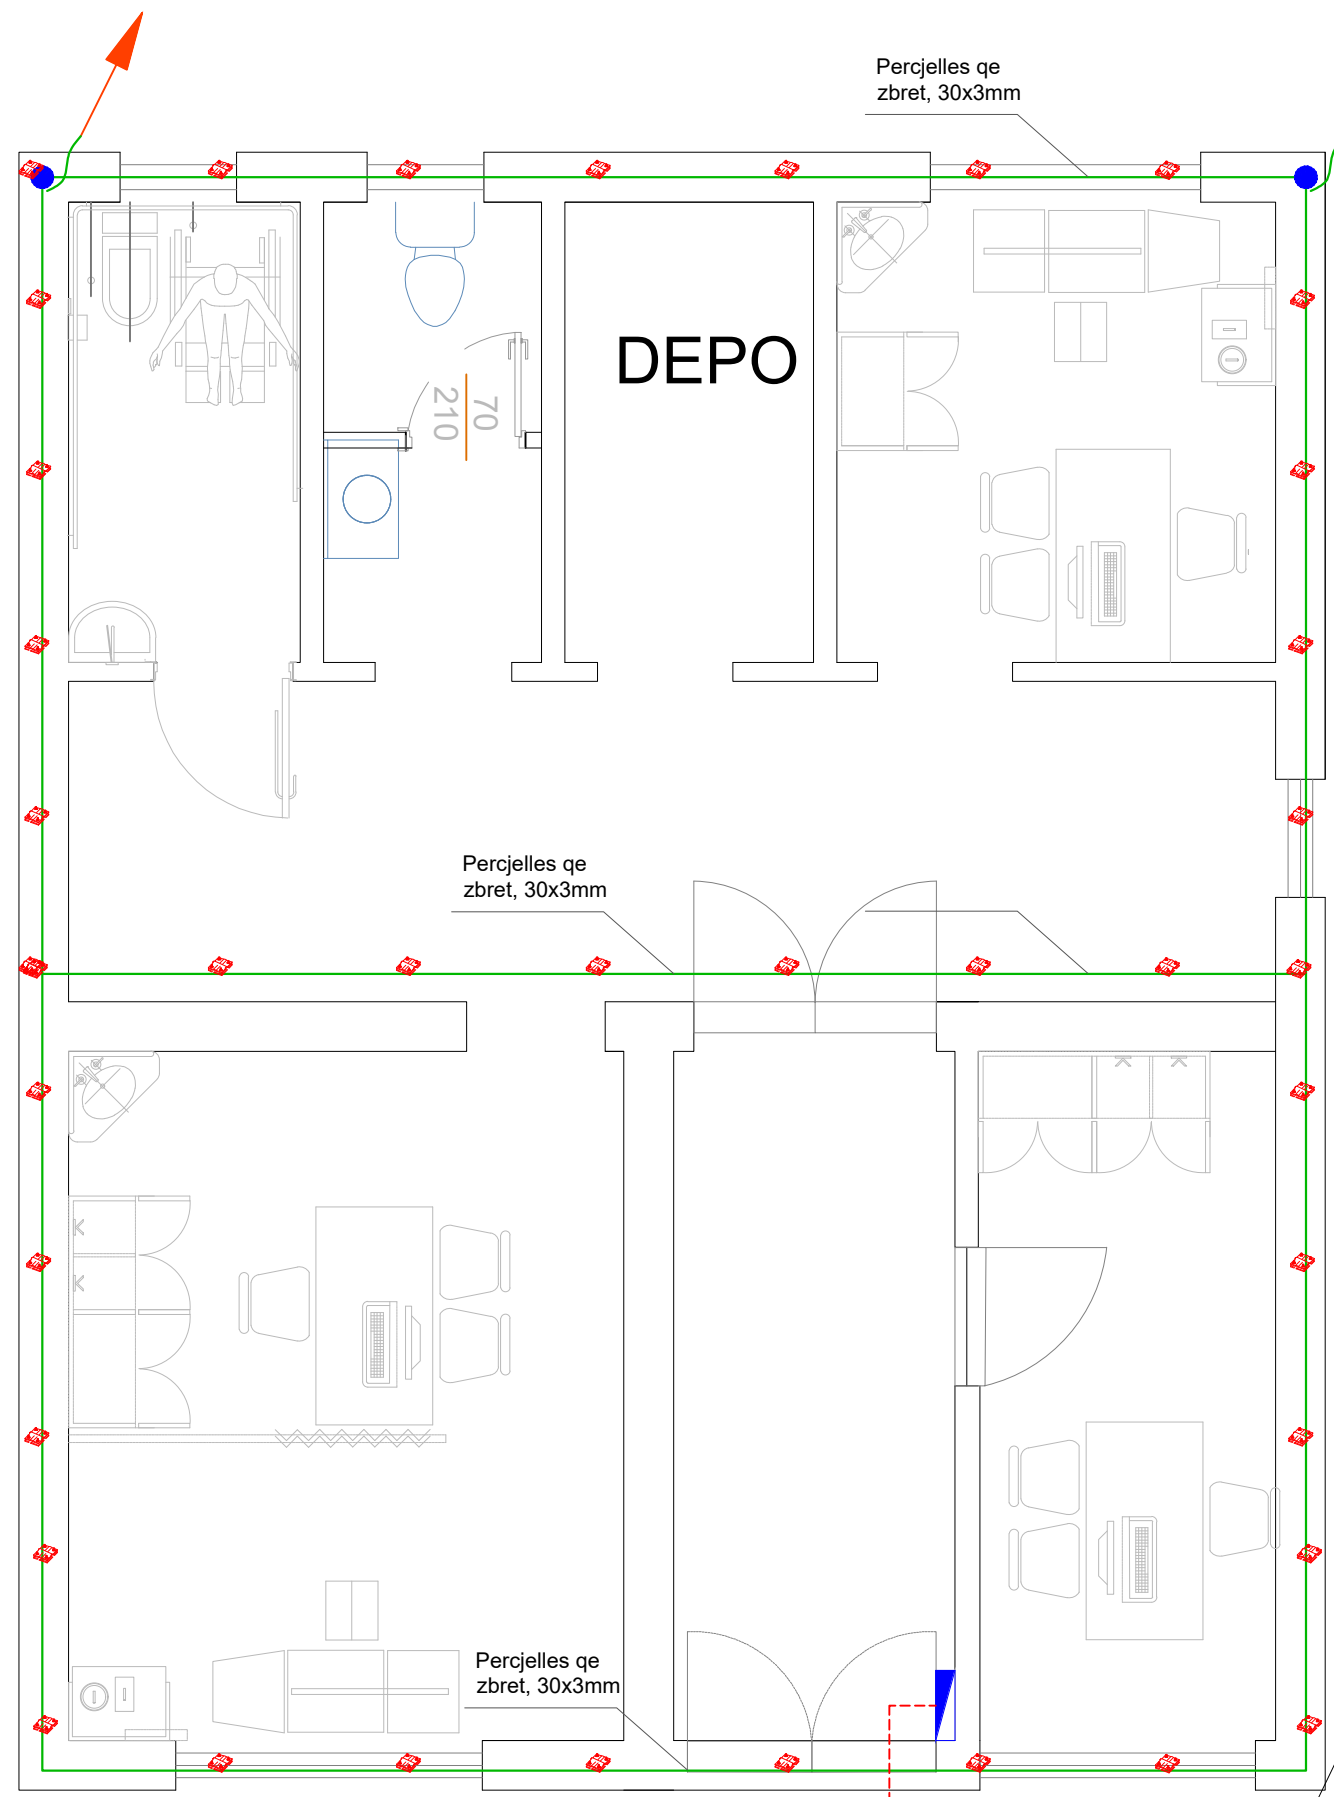 Percjelles qe
zbret, 30x3mm
DEPO
70
210
Percjelles qe
zbret, 30x3mm
K
K
K
K
Percjelles qe
zbret, 30x3mm